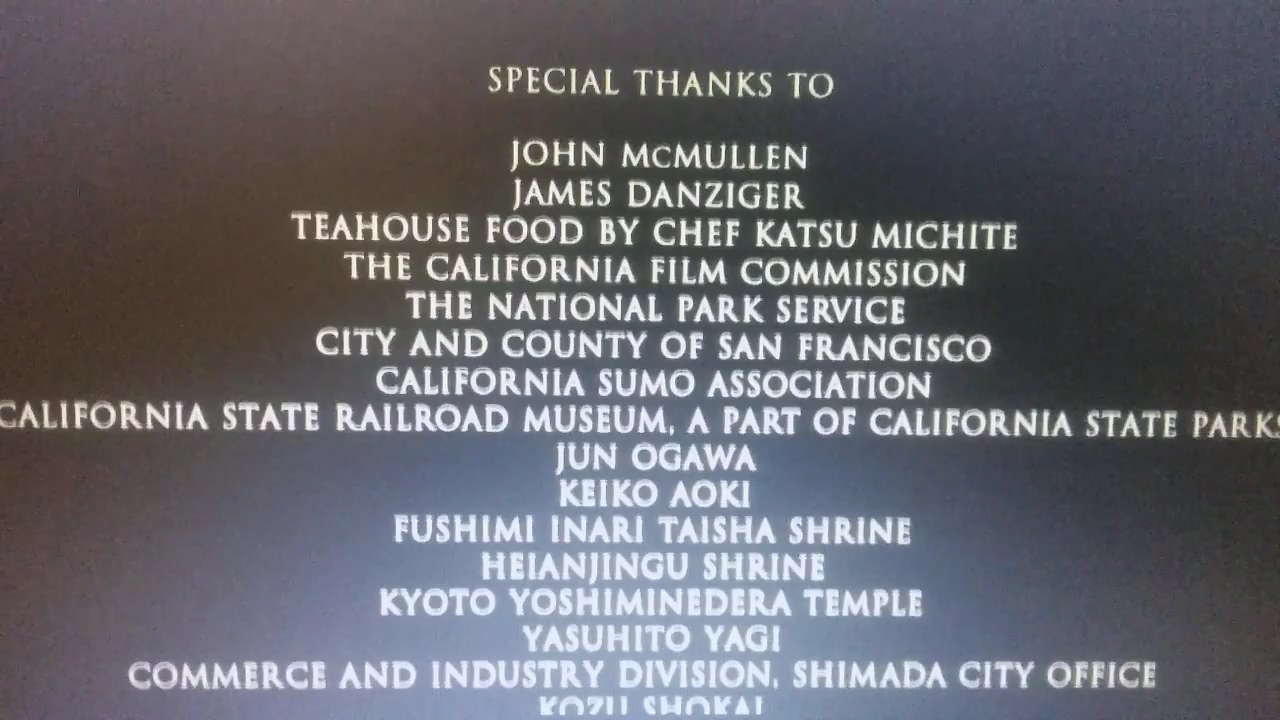 SPECIAL THANKS TO
JOHN McMULLEN
JAMES DANZIGER
TEAHOUSE FOOD BY CHEF KATSU MICHITE
THE CALIFORNIA FILM COMMISSION
THE NATIONAL PARK SERVICE
CITY AND COUNTY OF SAN FRANCISCO
CALIFORNIA SUMO ASSOCIATION
CALIFORNIA STATE RAILROAD MUSEUM, A PART OF CALIFORNIA STATE PARKS
JUN OGAWA
KEIKO AOKI
FUSHIMI INARI TAISHA SHRINE
HEIANJINGU SHRINE
KYOTO YOSHIMINEDERA TEMPLE
YASUHITO YAGI
COMMERCE AND INDUSTRY DIVISION, SHIMADA CITY OFFICE
KOZU SHOKAI